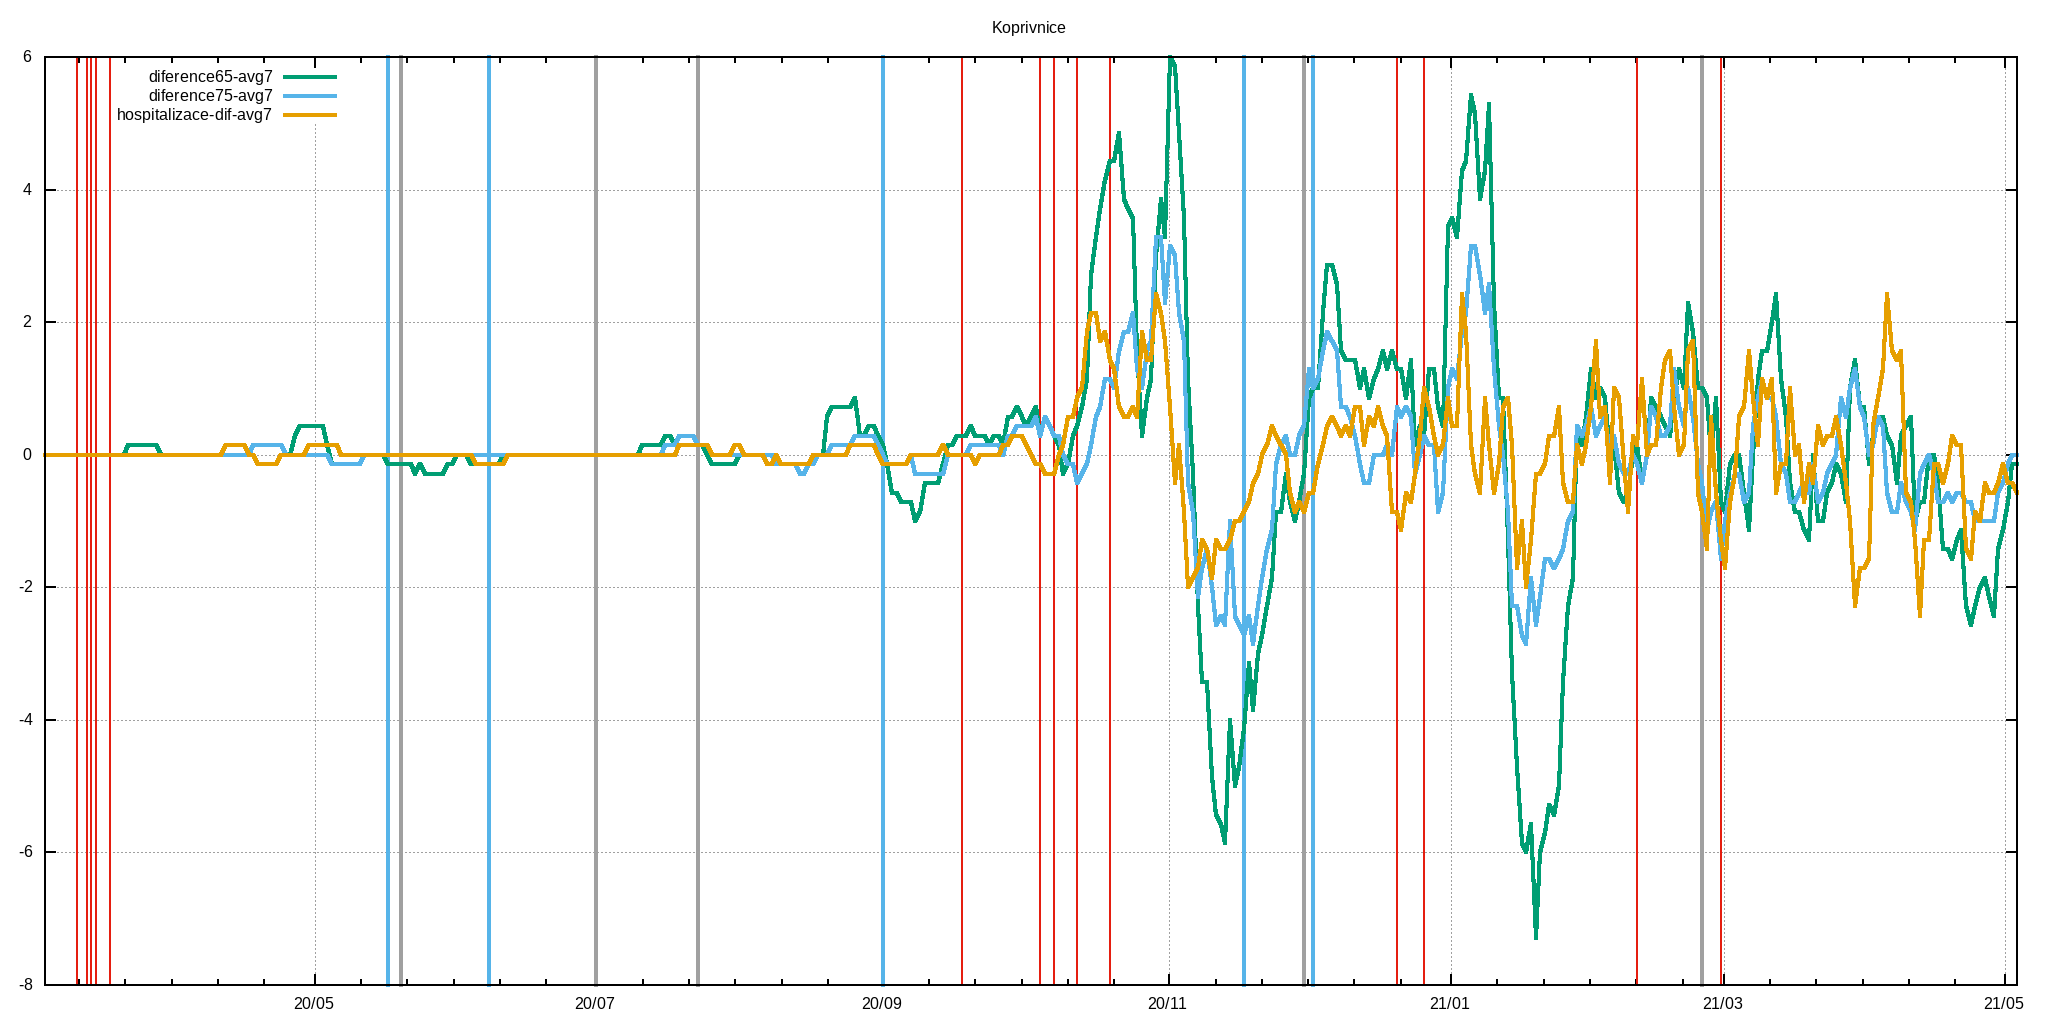 Koprivnice
6
diference65-avg7
diference75-avg7
hospitalizace-dif-avg7
4
2
0
-2
-4
-6
-8
20/05 20/07 20/09 20/11 21/01 21/03 21/05